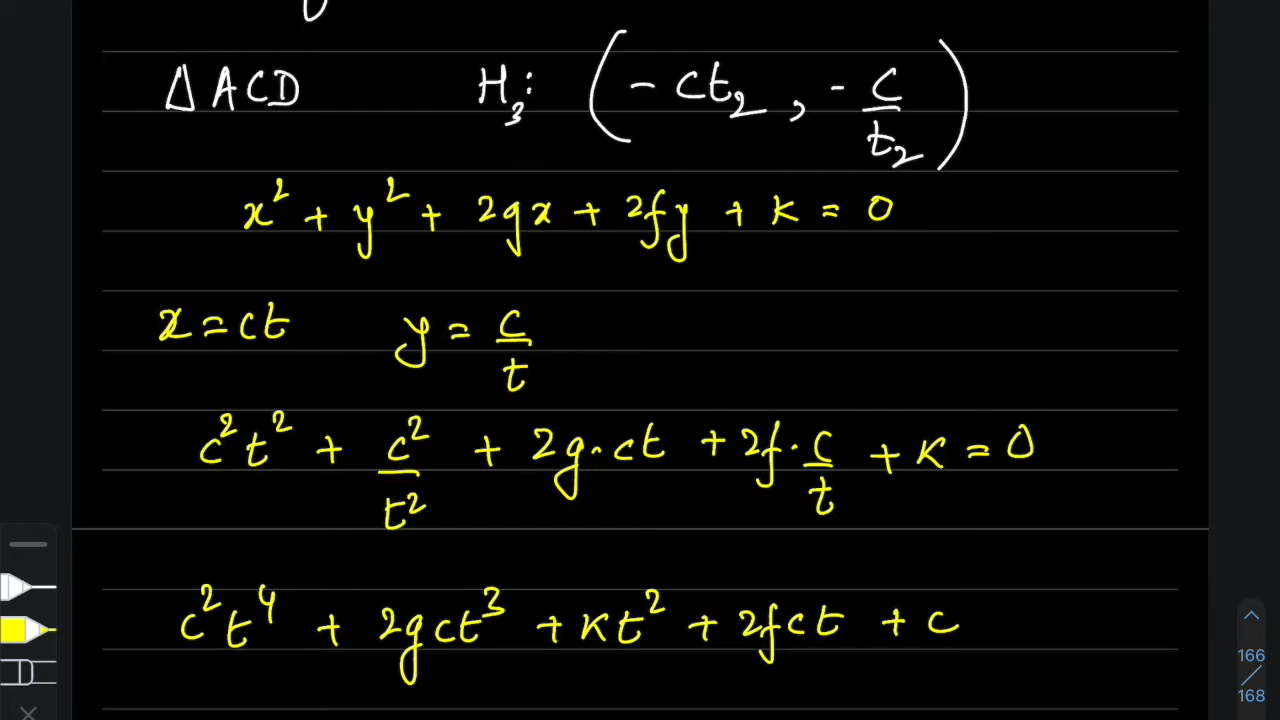 Δ ACD H₃: (- ct₂, - c/t₂)
x² + y² + 2gx + 2fy + K = 0
x = ct y = c/t
c²t² + c²/t² + 2g·ct + 2f·c/t + K = 0
c²t⁴ + 2gct³ + Kt² + 2fct + c
166
/
168